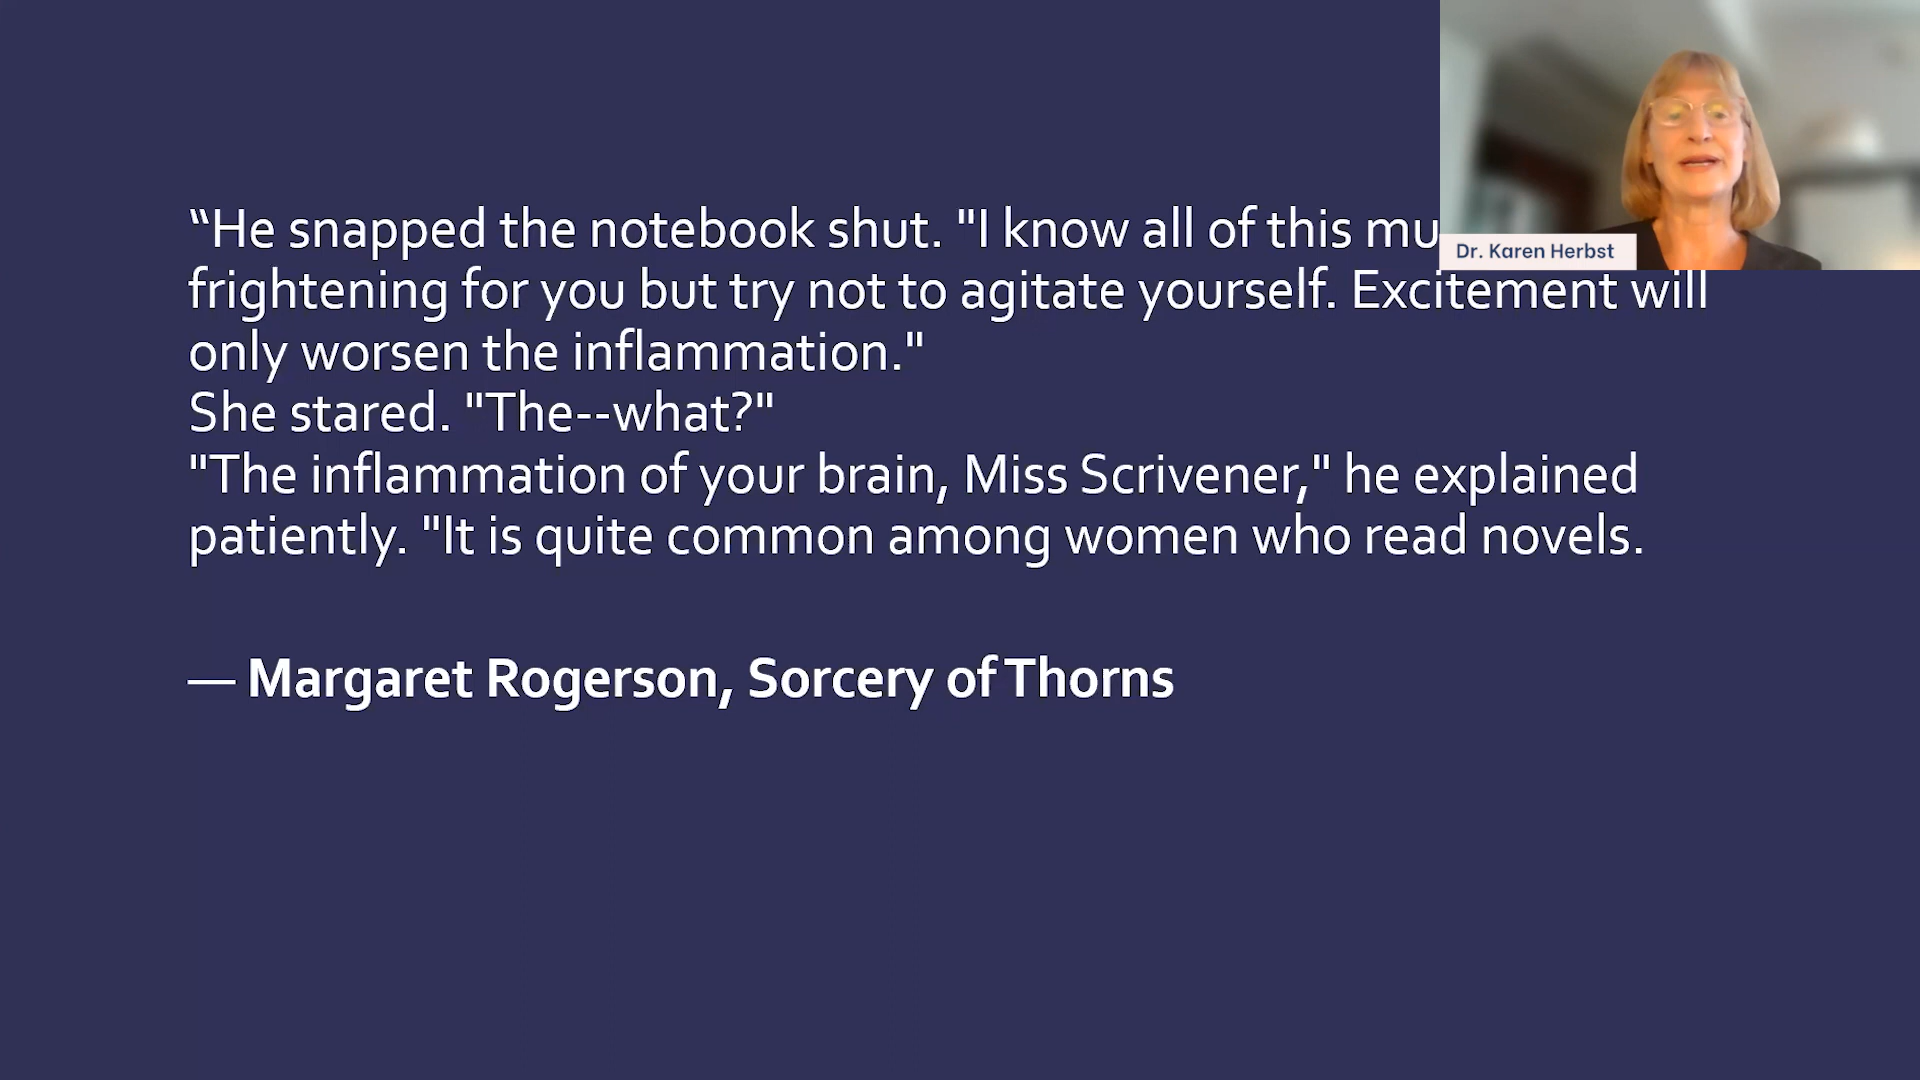 “He snapped the notebook shut. "I know all of this
frightening for you but try not to agitate yourself. Excitement will
only worsen the inflammation."
She stared. "The--what?"
"The inflammation of your brain, Miss Scrivener," he explained
patiently. "It is quite common among women who read novels.
— Margaret Rogerson, Sorcery of Thorns
Dr. Karen Herbst